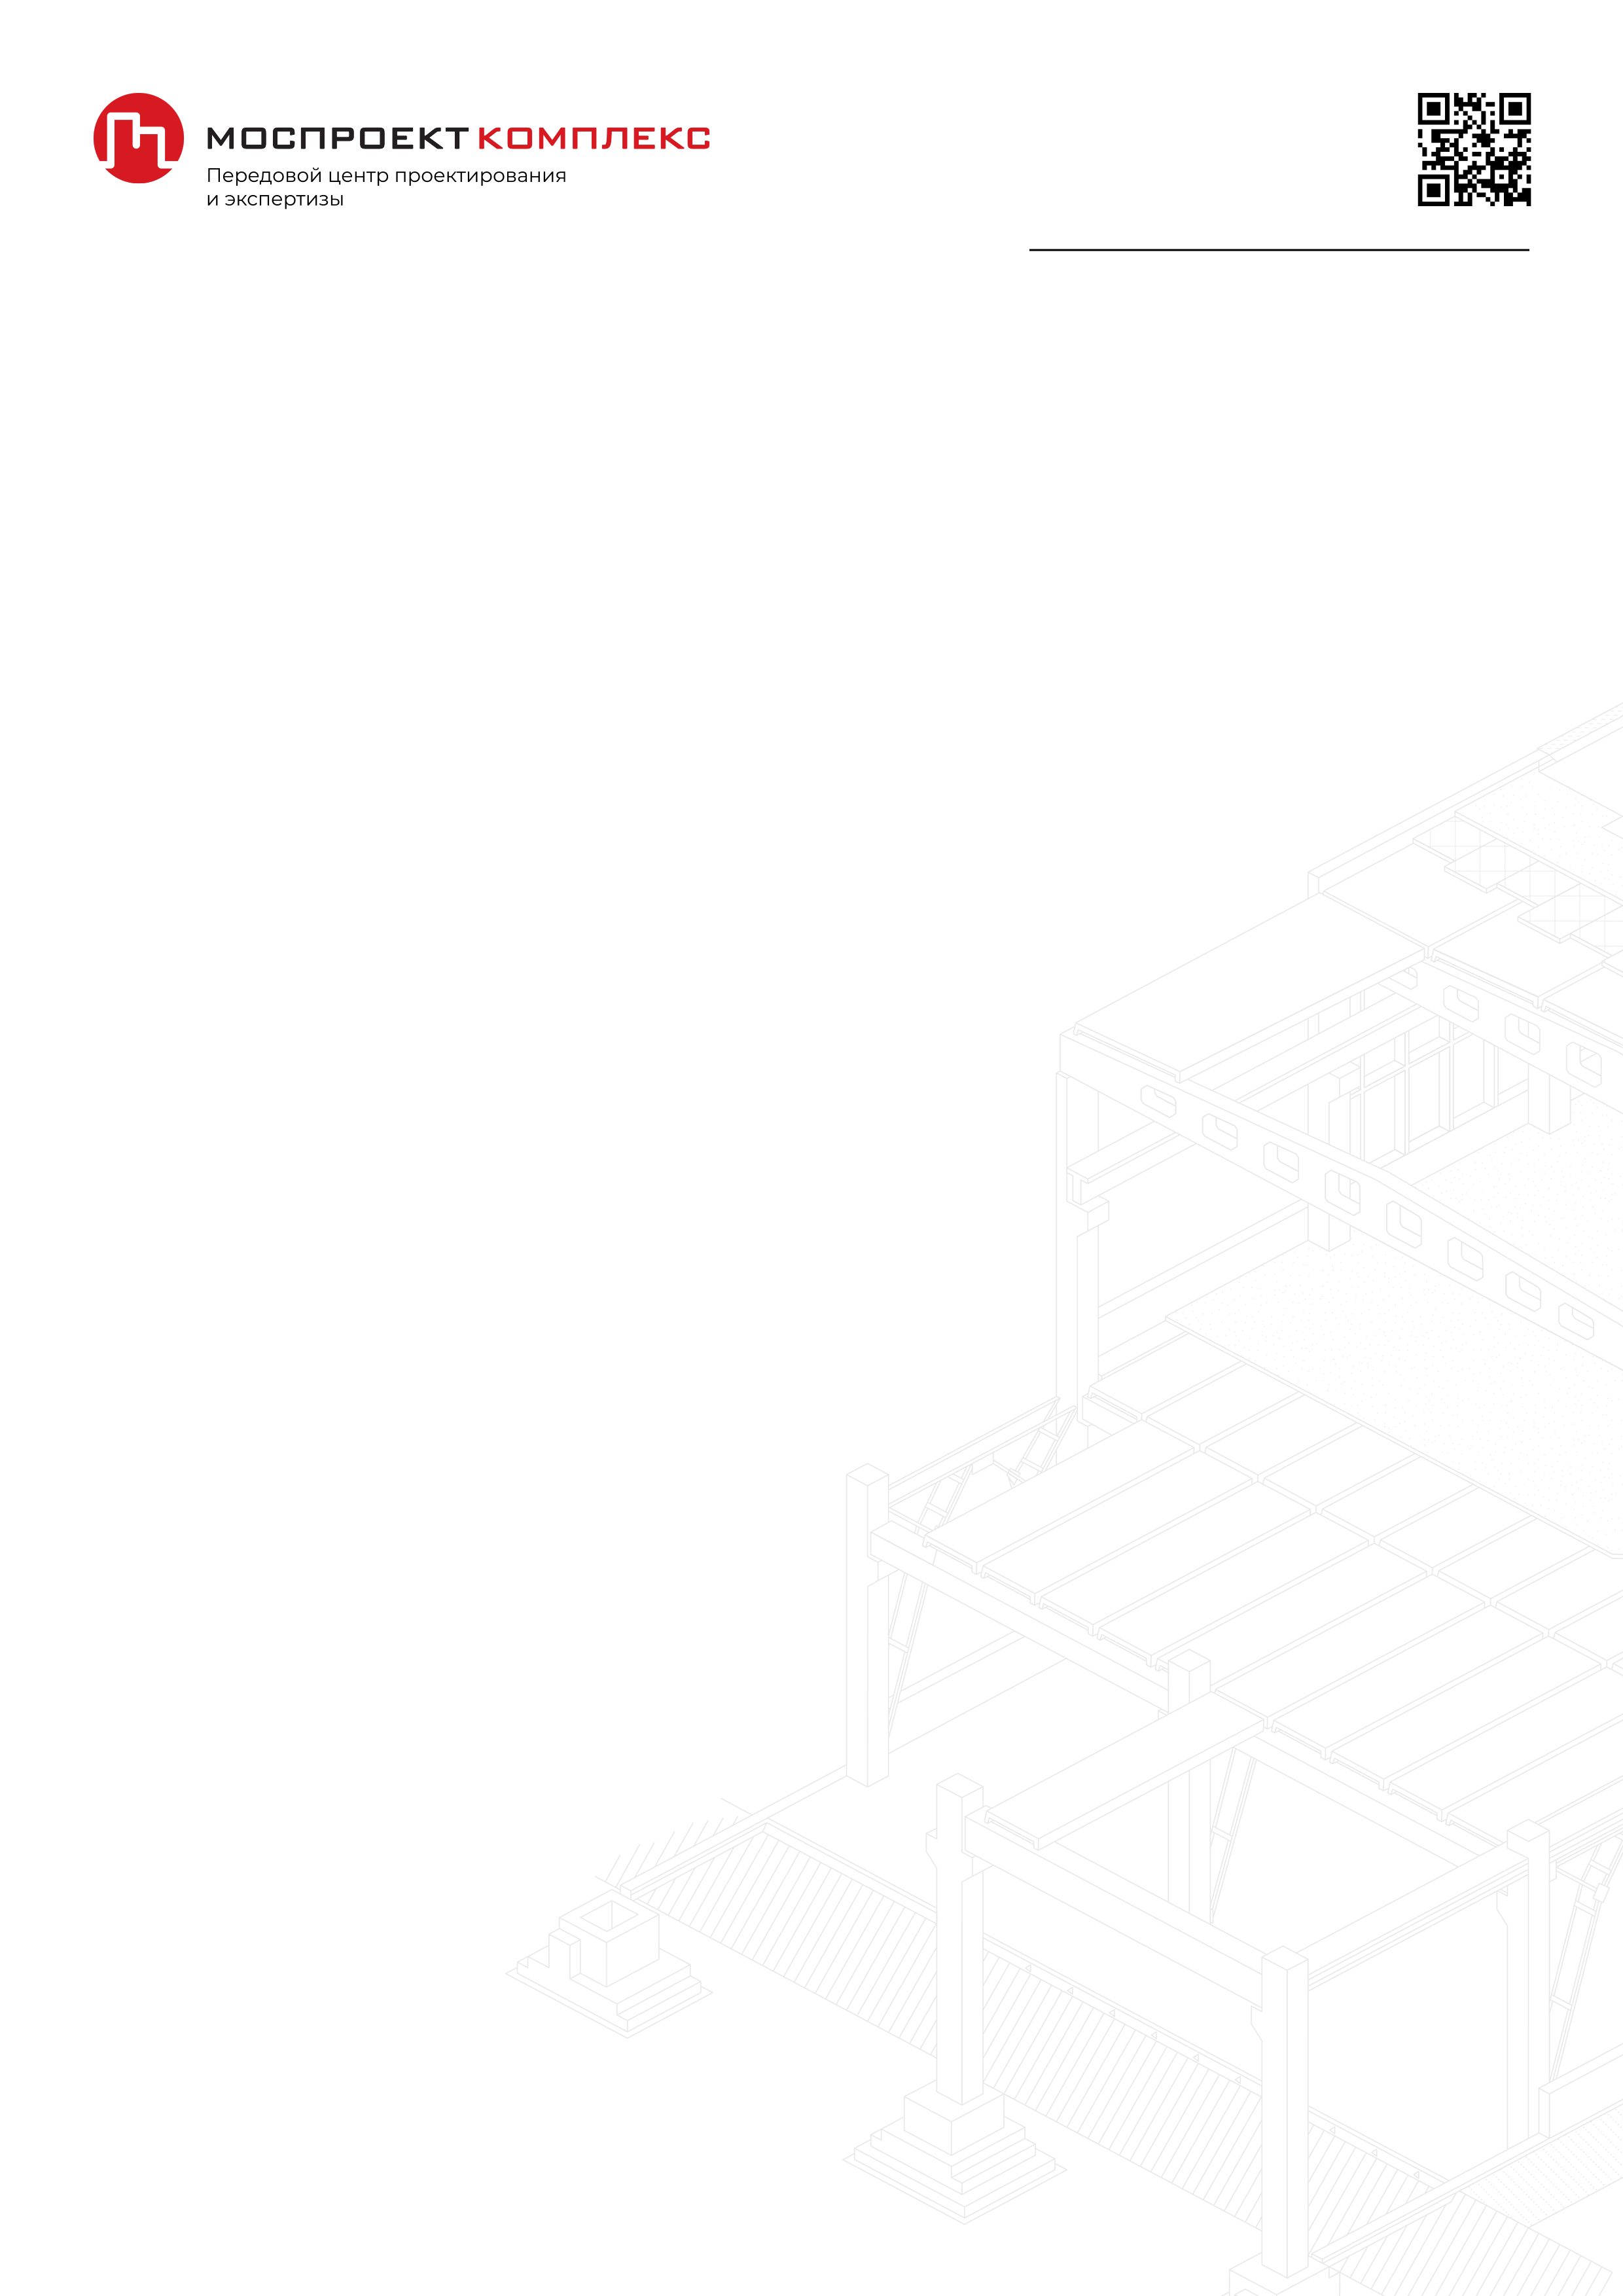 МОСПРОЕКТ КОМПЛЕКС
Передовой центр проектирования
и экспертизы